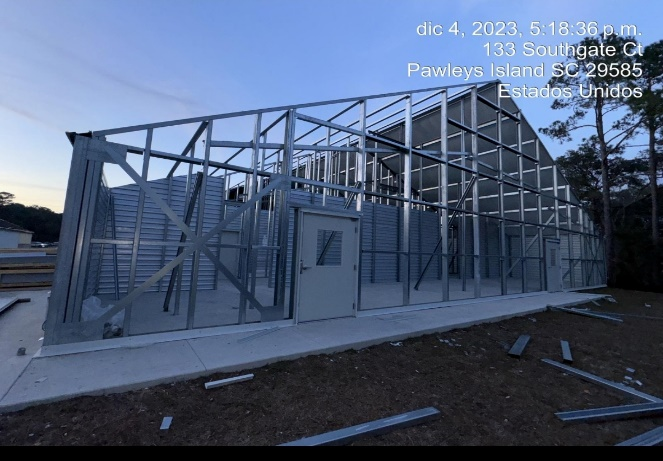 dic 4, 2023, 5:18:36 p.m.
133 Southgate Ct
Pawleys Island SC 29585
Estados Unidos